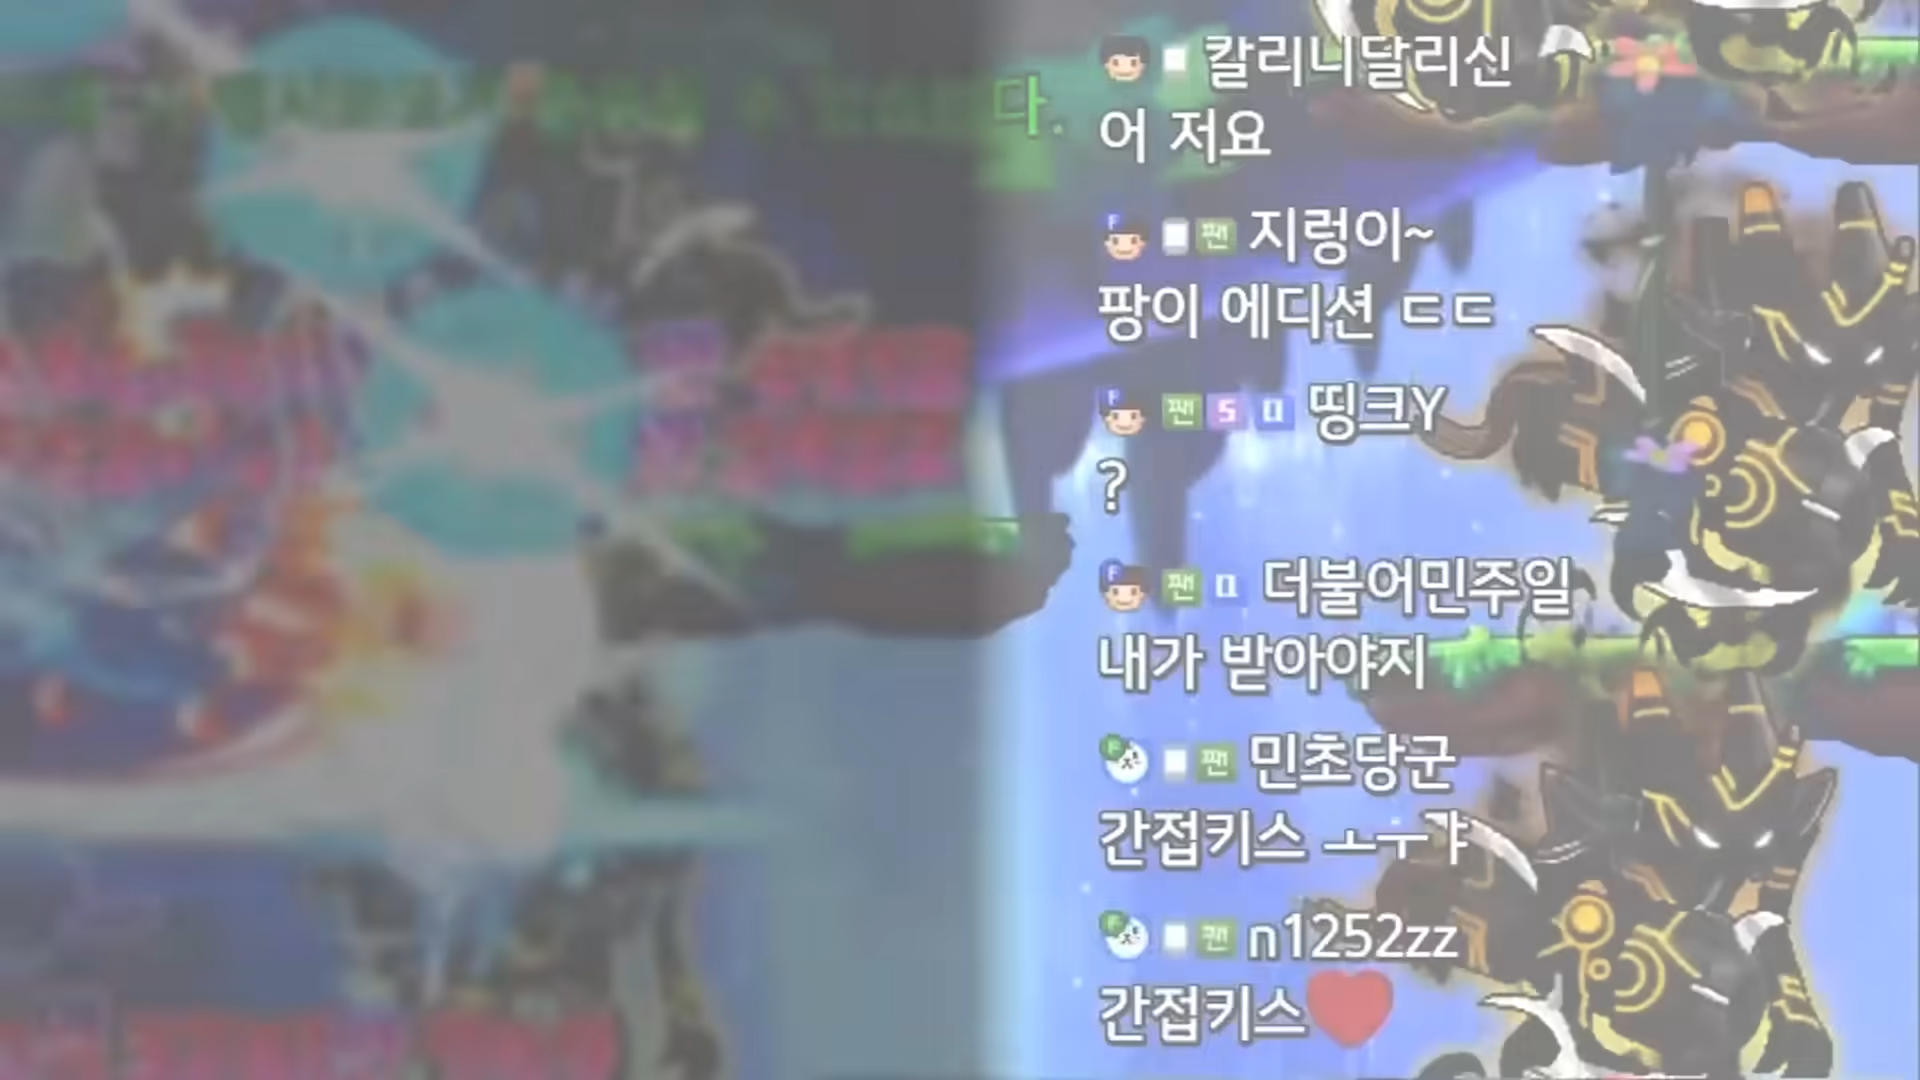 칼리니달리신
어 저요
다.
팬 지렁이~
팡이 에디션 ㄷㄷ
팬 S 띵크Y
?
팬 더불어민주일
내가 받아야지
팬 민초당군
간접키스 ㅗㅜㅑ
팬 n1252zz
간접키스❤